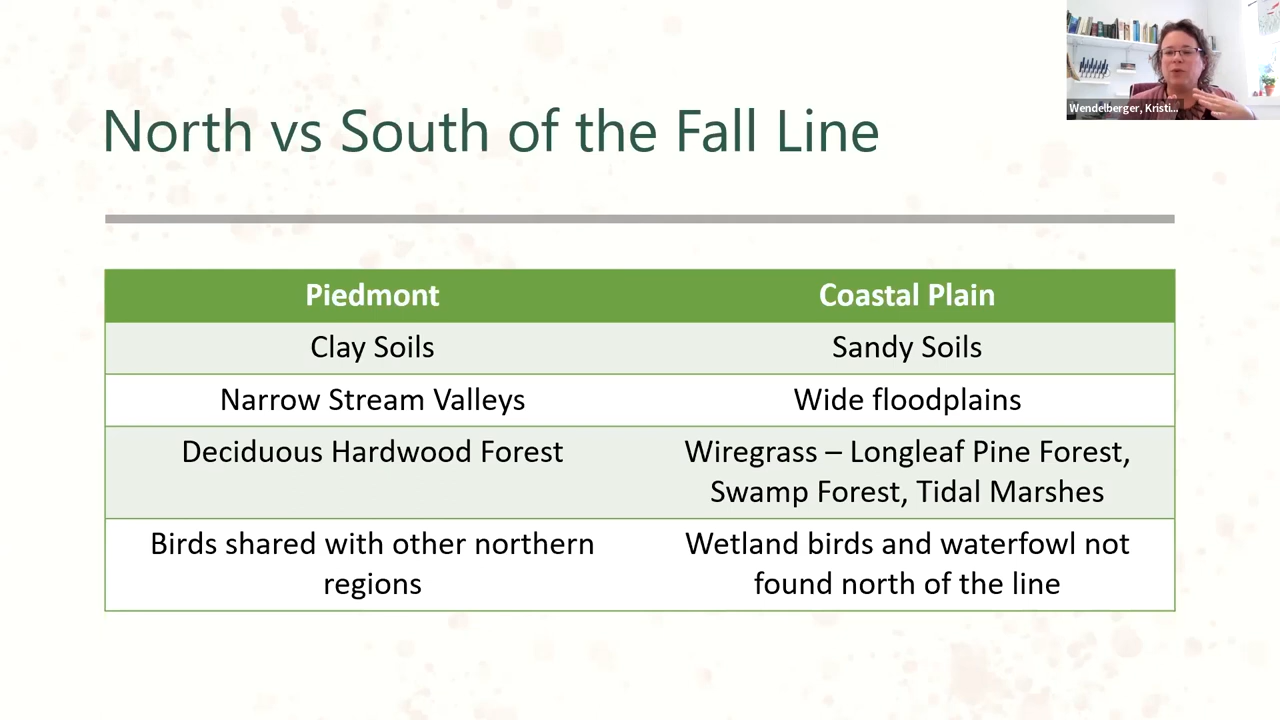 Wendelberger, Kristi...
North vs South of the Fall Line
Piedmont
Coastal Plain
Clay Soils
Sandy Soils
Narrow Stream Valleys
Wide floodplains
Deciduous Hardwood Forest
Wiregrass – Longleaf Pine Forest,
Swamp Forest, Tidal Marshes
Birds shared with other northern
regions
Wetland birds and waterfowl not
found north of the line